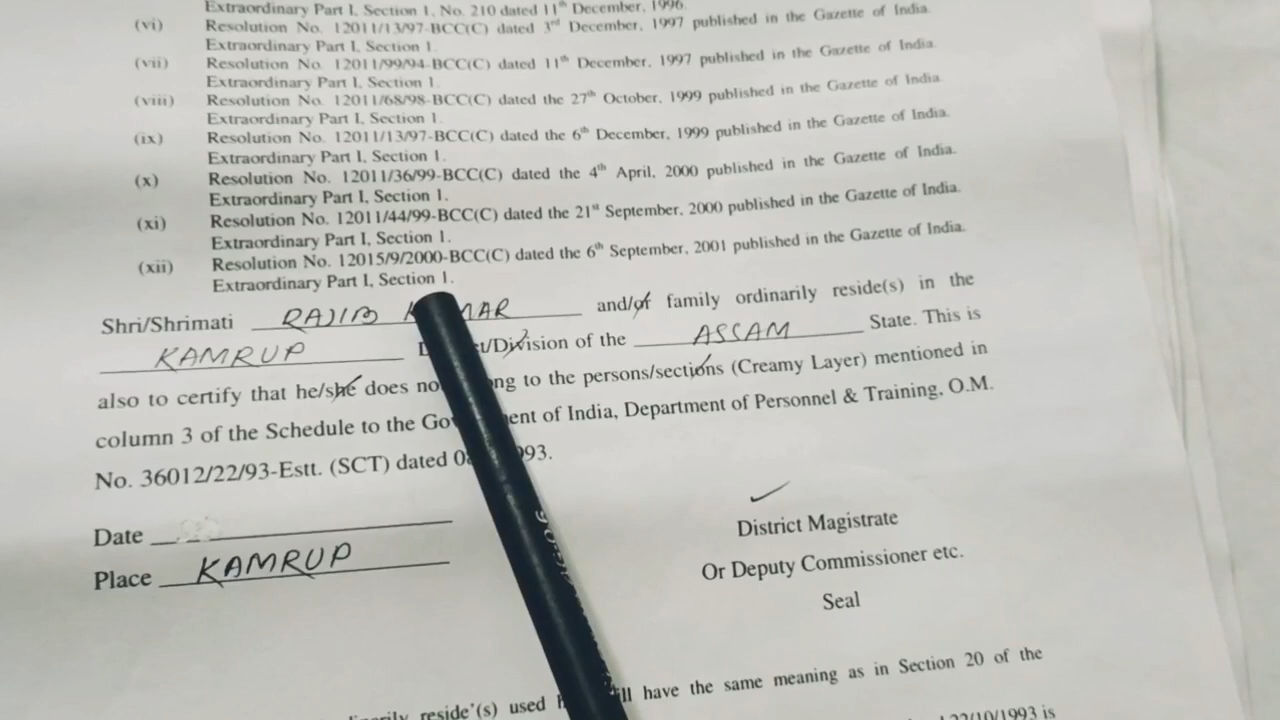 Extraordinary Part I, Section 1, No. 210 dated 11th December, 1996
(vi) Resolution No. 12011/13/97-BCC(C) dated 3rd December, 1997 published in the Gazette of India.
Extraordinary Part I, Section 1.
(vii) Resolution No. 12011/99/94-BCC(C) dated 11th December, 1997 published in the Gazette of India.
Extraordinary Part I, Section 1.
(viii) Resolution No. 12011/68/98-BCC(C) dated the 27th October, 1999 published in the Gazette of India.
Extraordinary Part I, Section 1.
(ix) Resolution No. 12011/13/97-BCC(C) dated the 6th December, 1999 published in the Gazette of India.
Extraordinary Part I, Section 1.
(x) Resolution No. 12011/36/99-BCC(C) dated the 4th April, 2000 published in the Gazette of India.
Extraordinary Part I, Section 1.
(xi) Resolution No. 12011/44/99-BCC(C) dated the 21st September, 2000 published in the Gazette of India.
Extraordinary Part I, Section 1.
(xii) Resolution No. 12015/9/2000-BCC(C) dated the 6th September, 2001 published in the Gazette of India.
Extraordinary Part I, Section 1.
Shri/Shrimati RAJIB and/or family ordinarily reside(s) in the
KAMRUP /Division of the ASSAM State. This is
also to certify that he/she does to the persons/sections (Creamy Layer) mentioned in
column 3 of the Schedule to the of India, Department of Personnel & Training, O.M.
No. 36012/22/93-Estt. (SCT) dated
Date
Place KAMRUP
District Magistrate
Or Deputy Commissioner etc.
Seal
reside'(s) used have the same meaning as in Section 20 of the
22/10/1993 is